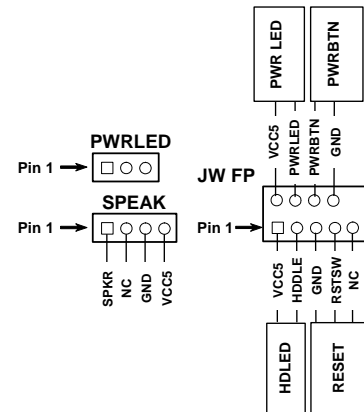 PWR LED
PWRBTN
VCC5
PWRLED
PWRBTN
GND
PWRLED
Pin 1
JW FP
SPEAK
Pin 1
Pin 1
SPKR
NC
GND
VCC5
VCC5
HDDLE
GND
RSTSW
NC
HDLED
RESET